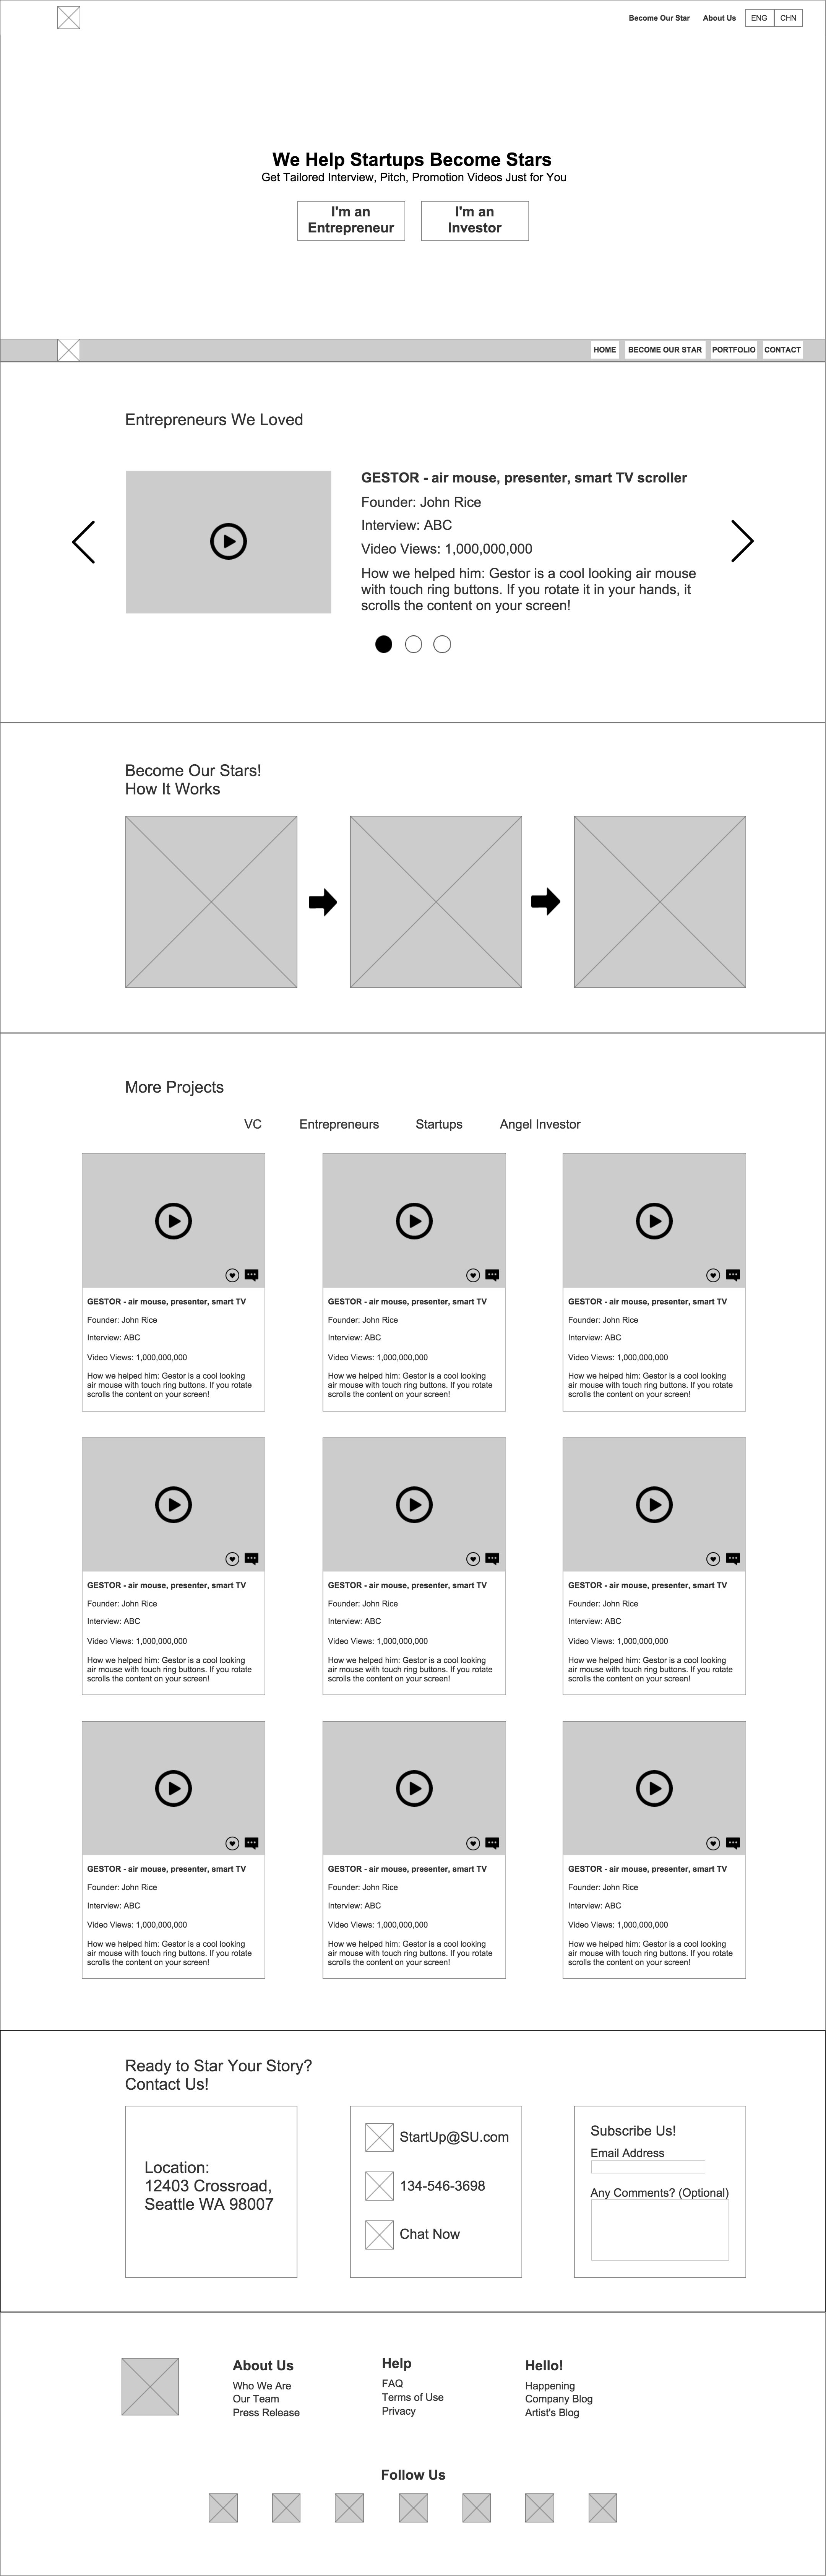 Become Our Star
About Us
ENG
CHN
We Help Startups Become Stars
Get Tailored Interview, Pitch, Promotion Videos Just for You
I'm an
Entrepreneur
I'm an
Investor
HOME
BECOME OUR STAR
PORTFOLIO
CONTACT
Entrepreneurs We Loved
GESTOR - air mouse, presenter, smart TV scroller
Founder: John Rice
Interview: ABC
Video Views: 1,000,000,000
How we helped him: Gestor is a cool looking air mouse
with touch ring buttons. If you rotate it in your hands, it
scrolls the content on your screen!
Become Our Stars!
How It Works
More Projects
VC
Entrepreneurs
Startups
Angel Investor
GESTOR - air mouse, presenter, smart TV
Founder: John Rice
Interview: ABC
Video Views: 1,000,000,000
How we helped him: Gestor is a cool looking
air mouse with touch ring buttons. If you rotate
scrolls the content on your screen!
GESTOR - air mouse, presenter, smart TV
Founder: John Rice
Interview: ABC
Video Views: 1,000,000,000
How we helped him: Gestor is a cool looking
air mouse with touch ring buttons. If you rotate
scrolls the content on your screen!
GESTOR - air mouse, presenter, smart TV
Founder: John Rice
Interview: ABC
Video Views: 1,000,000,000
How we helped him: Gestor is a cool looking
air mouse with touch ring buttons. If you rotate
scrolls the content on your screen!
GESTOR - air mouse, presenter, smart TV
Founder: John Rice
Interview: ABC
Video Views: 1,000,000,000
How we helped him: Gestor is a cool looking
air mouse with touch ring buttons. If you rotate
scrolls the content on your screen!
GESTOR - air mouse, presenter, smart TV
Founder: John Rice
Interview: ABC
Video Views: 1,000,000,000
How we helped him: Gestor is a cool looking
air mouse with touch ring buttons. If you rotate
scrolls the content on your screen!
GESTOR - air mouse, presenter, smart TV
Founder: John Rice
Interview: ABC
Video Views: 1,000,000,000
How we helped him: Gestor is a cool looking
air mouse with touch ring buttons. If you rotate
scrolls the content on your screen!
GESTOR - air mouse, presenter, smart TV
Founder: John Rice
Interview: ABC
Video Views: 1,000,000,000
How we helped him: Gestor is a cool looking
air mouse with touch ring buttons. If you rotate
scrolls the content on your screen!
GESTOR - air mouse, presenter, smart TV
Founder: John Rice
Interview: ABC
Video Views: 1,000,000,000
How we helped him: Gestor is a cool looking
air mouse with touch ring buttons. If you rotate
scrolls the content on your screen!
GESTOR - air mouse, presenter, smart TV
Founder: John Rice
Interview: ABC
Video Views: 1,000,000,000
How we helped him: Gestor is a cool looking
air mouse with touch ring buttons. If you rotate
scrolls the content on your screen!
Ready to Star Your Story?
Contact Us!
Location:
12403 Crossroad,
Seattle WA 98007
StartUp@SU.com
134-546-3698
Chat Now
Subscribe Us!
Email Address
Any Comments? (Optional)
About Us
Who We Are
Our Team
Press Release
Help
FAQ
Terms of Use
Privacy
Hello!
Happening
Company Blog
Artist's Blog
Follow Us